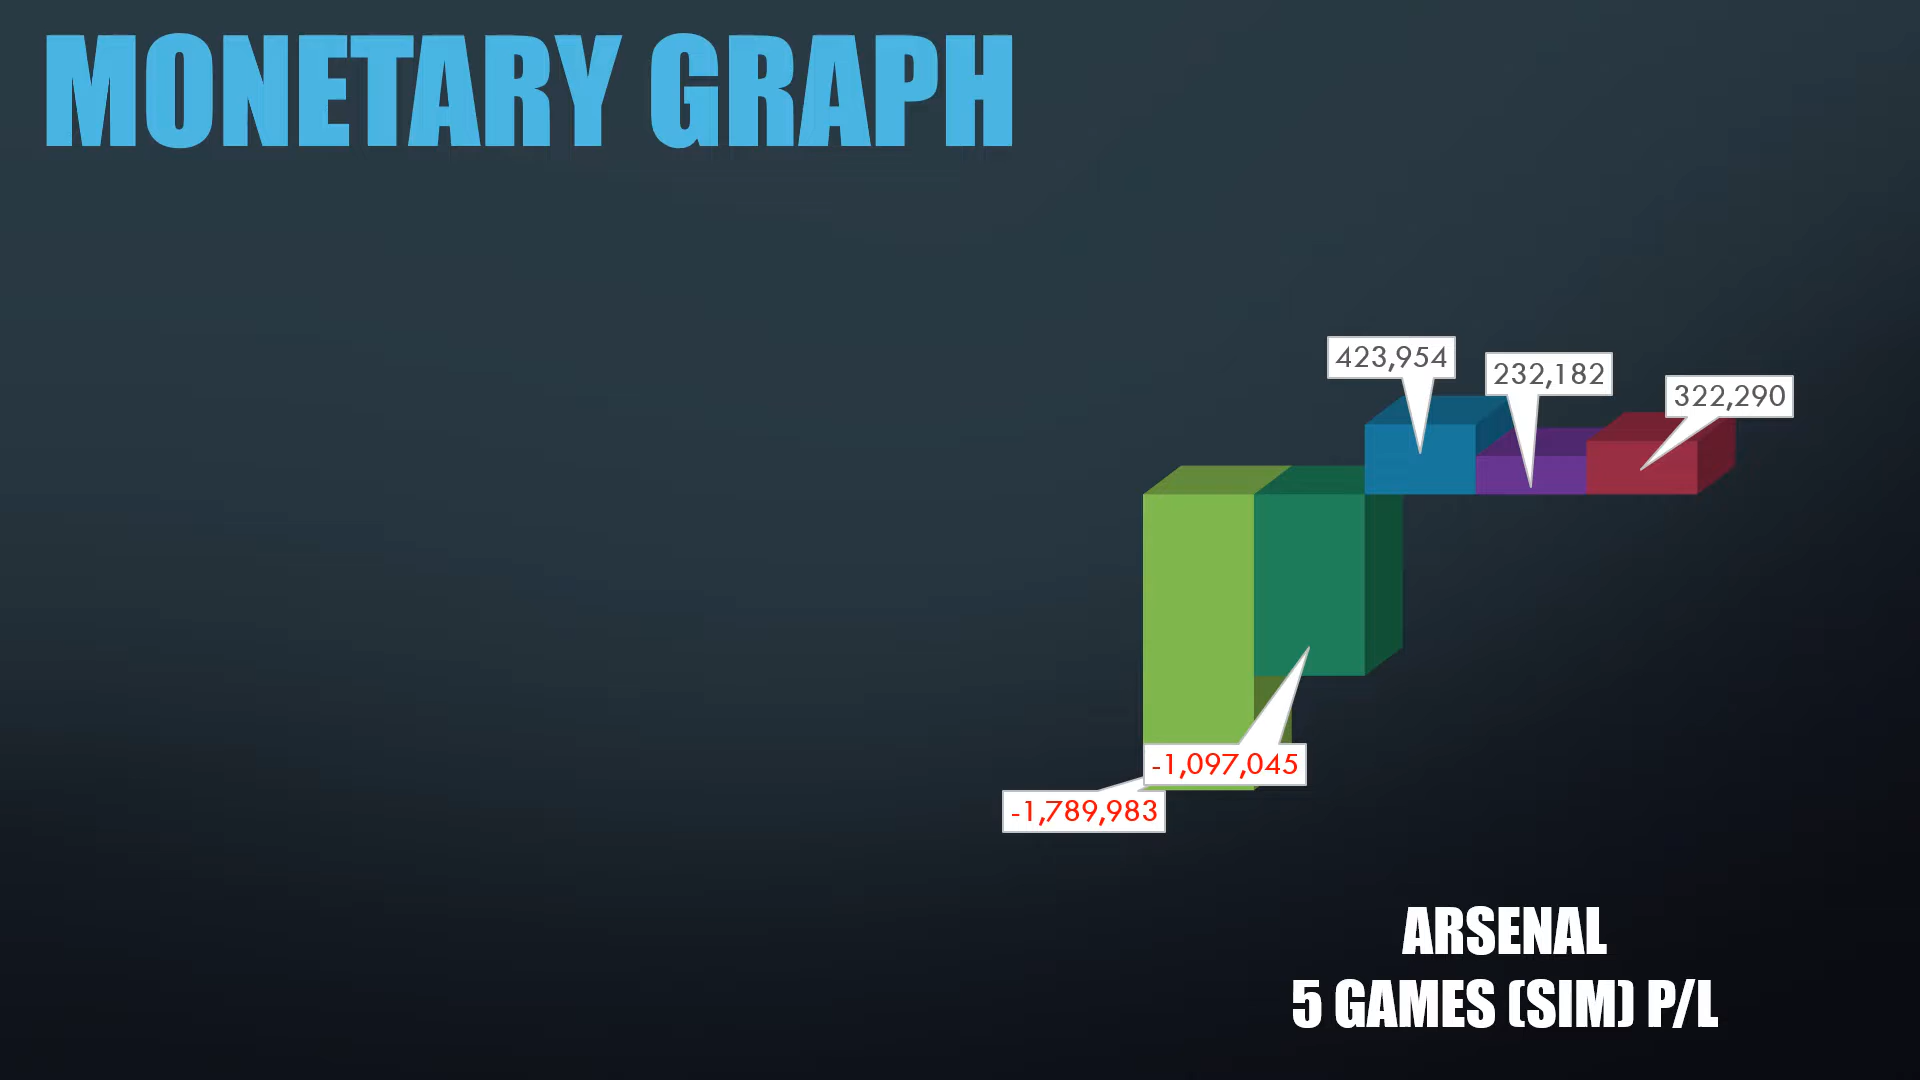 MONETARY GRAPH
423,954
232,182
322,290
-1,097,045
-1,789,983
ARSENAL
5 GAMES (SIM) P/L